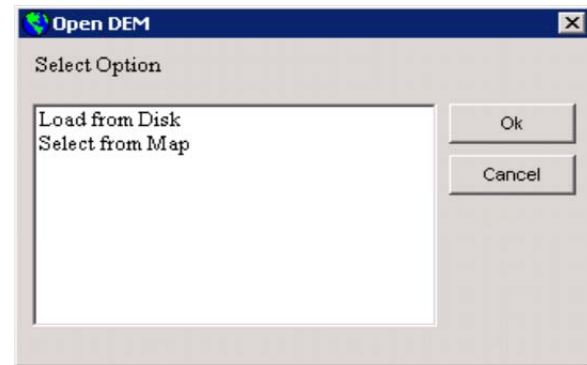 Open DEM
Select Option
Load from Disk
Select from Map
Ok
Cancel